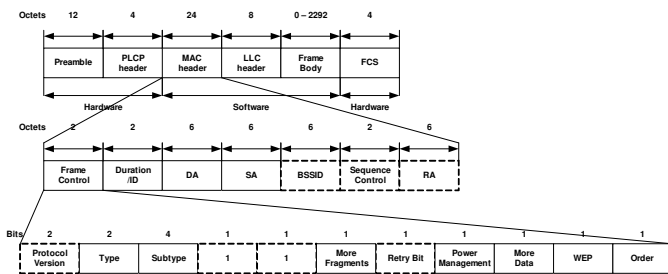 Octets 12 4 24 8 0 – 2292 4
Preamble PLCP header MAC header LLC header Frame Body FCS
Hardware Software Hardware
Octets 2 2 6 6 6 2 6
Frame Control Duration /ID DA SA BSSID Sequence Control RA
Bits 2 2 4 1 1 1 1 1 1 1 1
Protocol Version Type Subtype 1 1 More Fragments Retry Bit Power Management More Data WEP Order